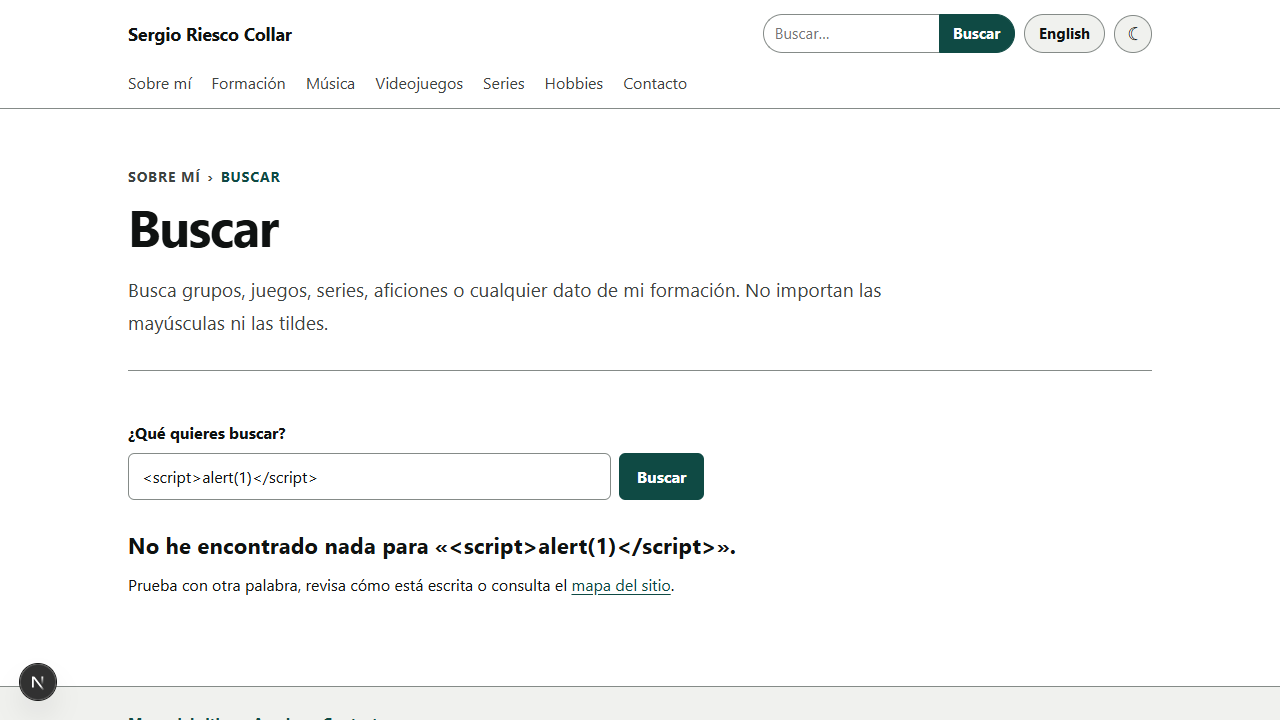 Sergio Riesco Collar
Buscar...
Buscar
English
Sobre mí Formación Música Videojuegos Series Hobbies Contacto
SOBRE MÍ › BUSCAR
Buscar
Busca grupos, juegos, series, aficiones o cualquier dato de mi formación. No importan las
mayúsculas ni las tildes.
¿Qué quieres buscar?
<script>alert(1)</script>
Buscar
No he encontrado nada para «<script>alert(1)</script>».
Prueba con otra palabra, revisa cómo está escrita o consulta el mapa del sitio.
N